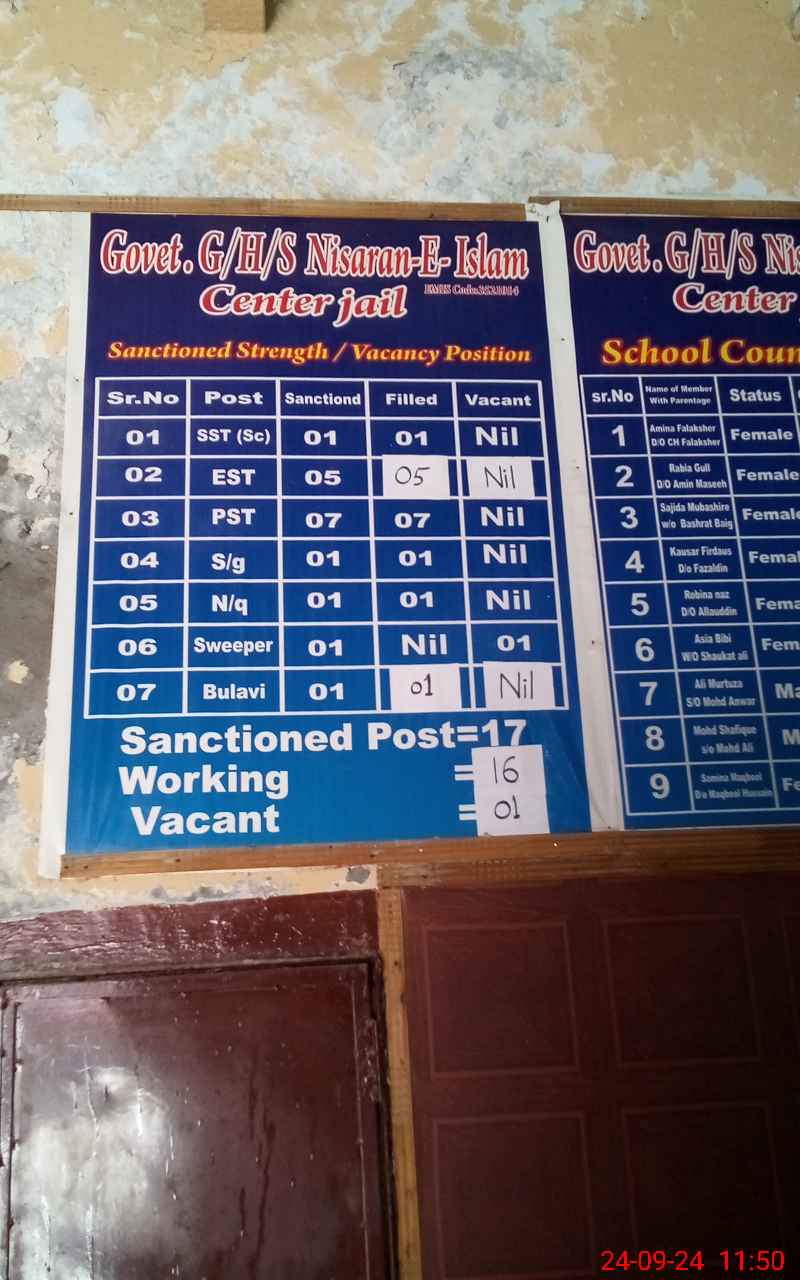 Govet. G/H/S Nisaran-E-Islam
Center jail
Sanctioned Strength / Vacancy Position
Sr.No Post Sanctiond Filled Vacant
01 SST (Sc) 01 01 Nil
02 EST 05 05 Nil
03 PST 07 07 Nil
04 S/g 01 01 Nil
05 N/q 01 01 Nil
06 Sweeper 01 Nil 01
07 Bulavi 01 01 Nil
Sanctioned Post=17
Working = 16
Vacant = 01
Govet. G/H/S Nis
Center
School Coun
sr.No Name of Member With Parentage Status
1 Amina Falaksher D/O CH Falaksher Female
2 Rabia Gull D/O Amin Maseeh Female
3 Sajida Mubashire w/o Bashrat Baig Female
4 Kausar Firdaus D/o Fazaldin Femal
5 Robina naz D/O Allauddin Fema
6 Asia Bibi W/O Shaukat ali Fem
7 Ali Murtuza S/O Mohd Anwar Ma
8 Mohd Shafique s/o Mohd Ali M
9 Samina Maqbool D/o Maqbool Hussain Fe
24-09-24 11:50